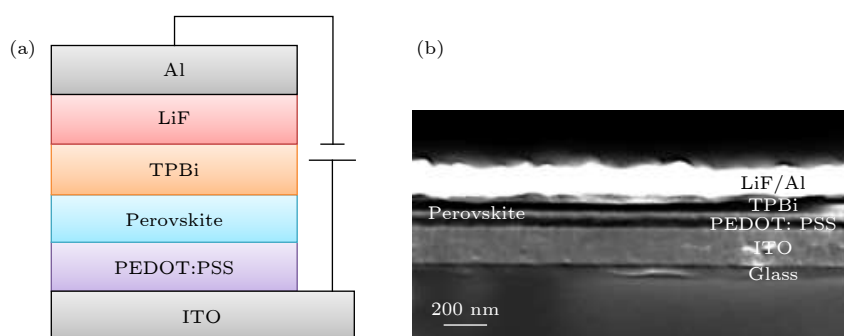 (a)
Al
LiF
TPBi
Perovskite
PEDOT:PSS
ITO
(b)
LiF/Al
TPBi
Perovskite
PEDOT: PSS
ITO
Glass
200 nm